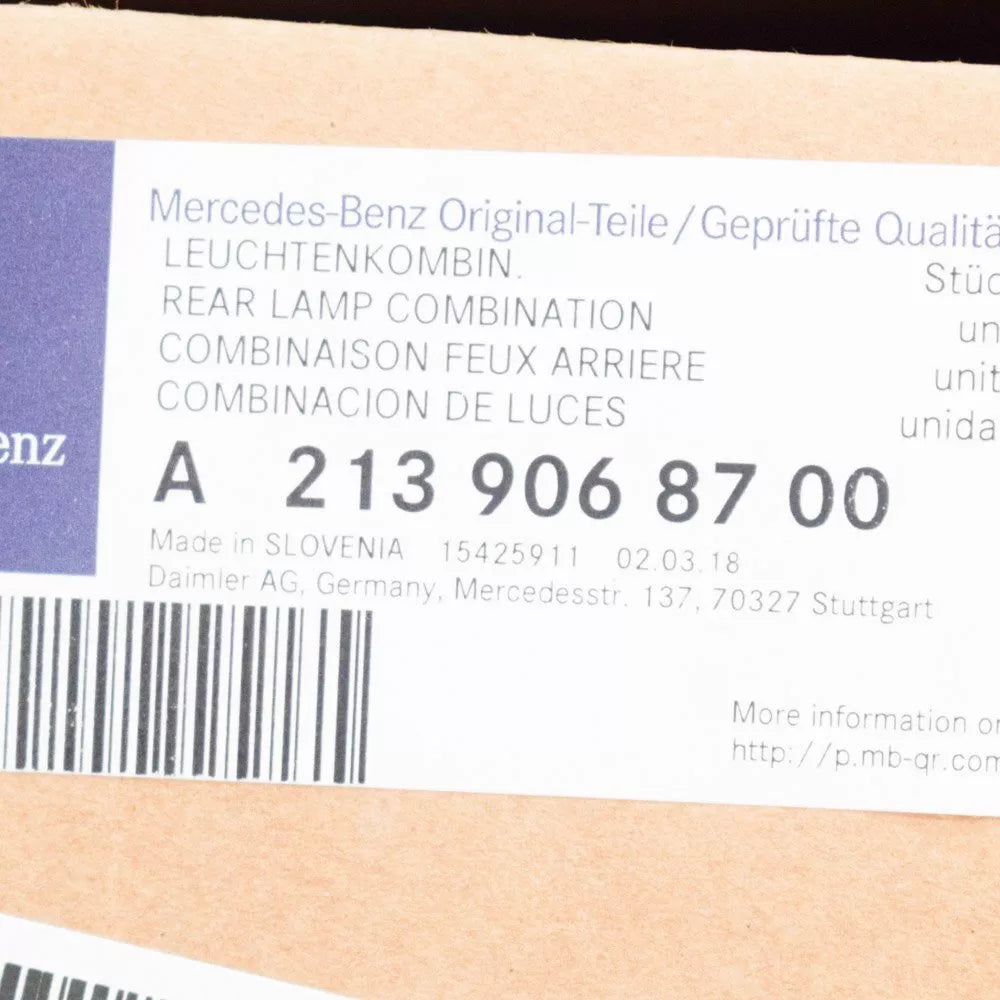 Mercedes-Benz Original-Teile/Geprüfte Qualitä
LEUCHTENKOMBIN.
REAR LAMP COMBINATION
COMBINAISON FEUX ARRIERE
COMBINACION DE LUCES
Stüc
un
unit
unida
enz
A 213 906 87 00
Made in SLOVENIA 15425911 02.03.18
Daimler AG, Germany, Mercedesstr. 137, 70327 Stuttgart
More information on
http://p.mb-qr.com